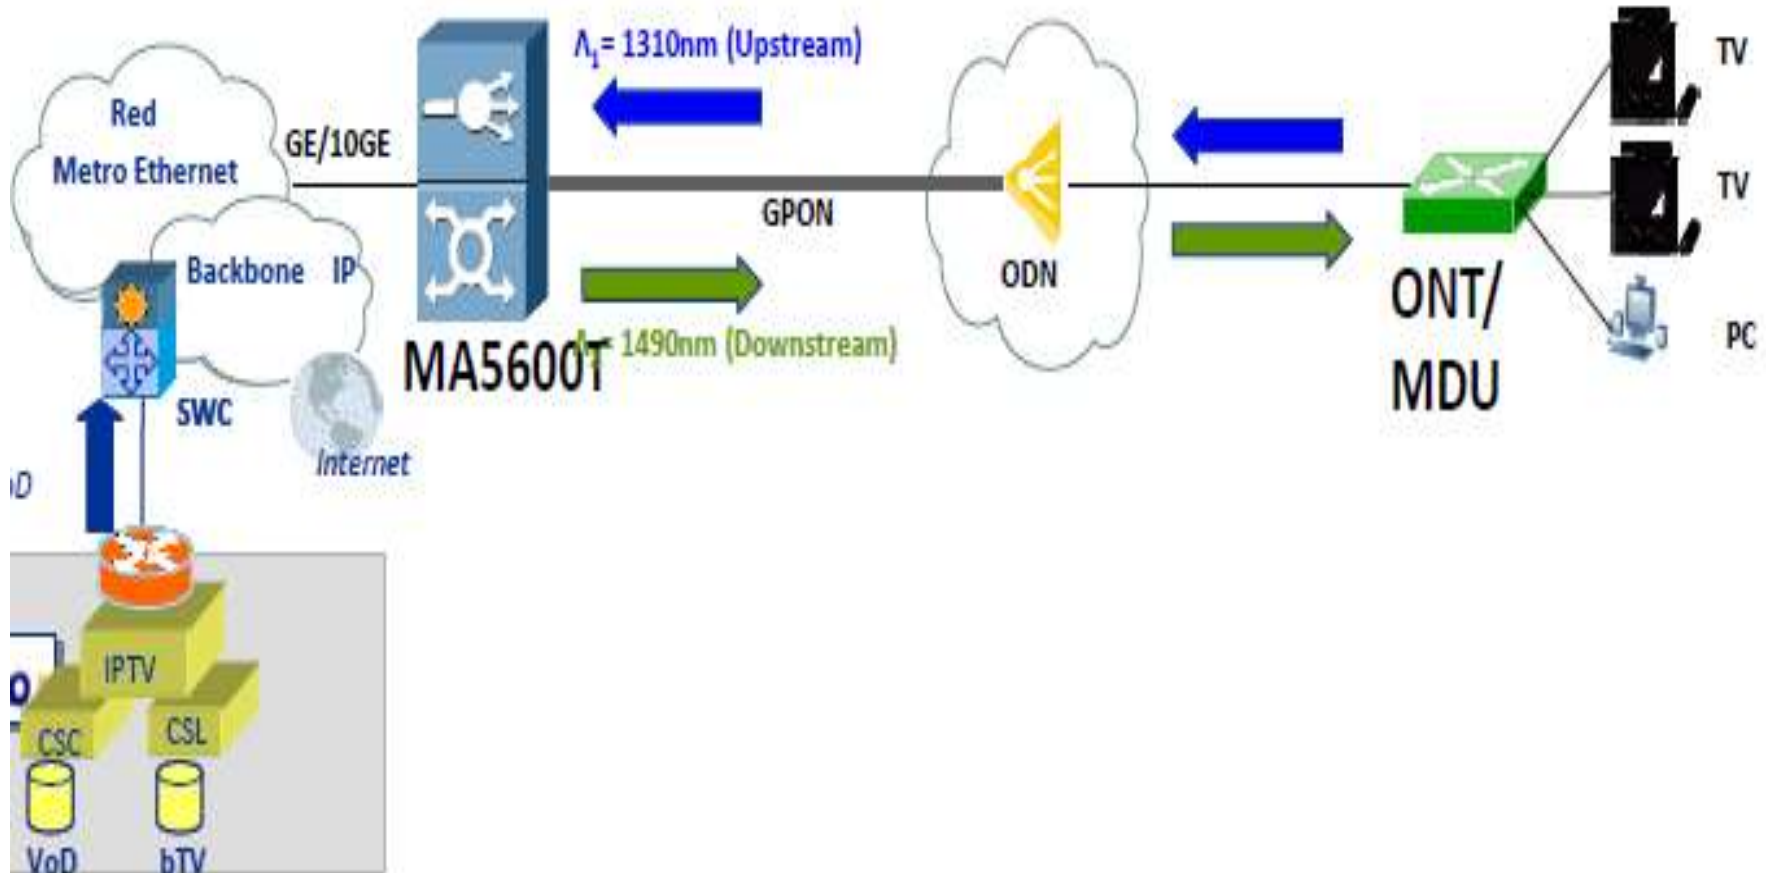 Red
Metro Ethernet
GE/10GE
Λ1= 1310nm (Upstream)
GPON
ODN
TV
TV
PC
Backbone IP
= 1490nm (Downstream)
MA5600T
ONT/
MDU
SWC
Internet
IPTV
CSC
CSL
VoD
bTV